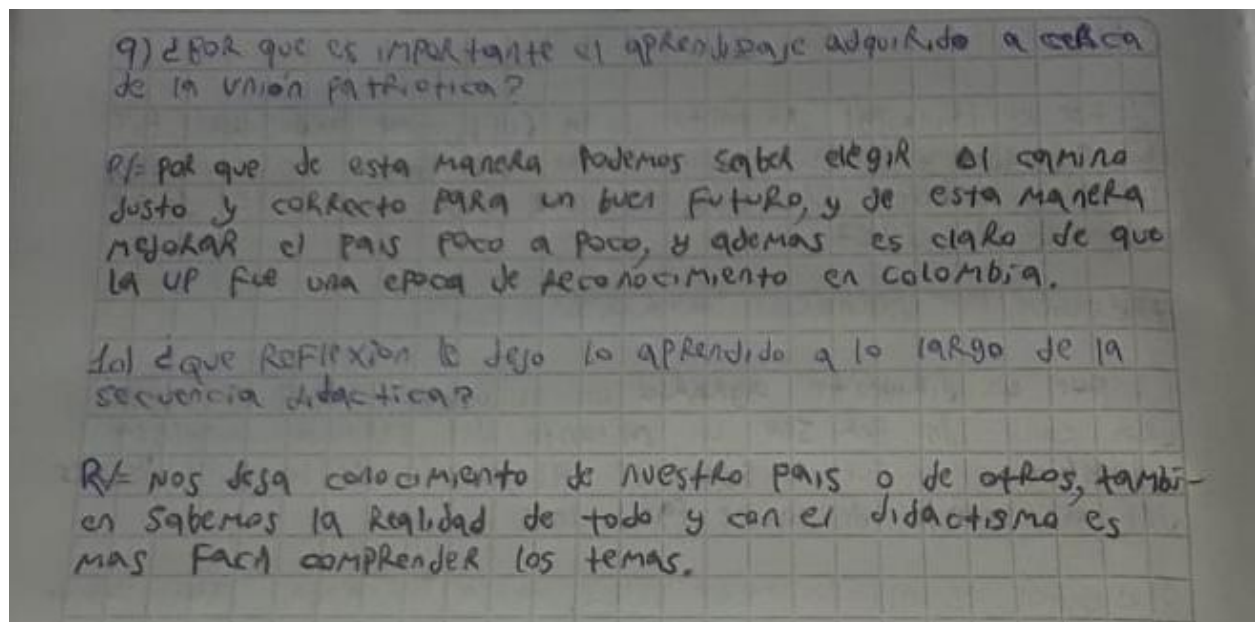 9) ¿POR que es IMPORtante el apRendizaje adquiRido a ceRca
de la unión patriotica?
R/= poR que de esta maneRa Podemos saber elegiR el camino
Justo y coRRecto PaRa un buen FutuRo, y de esta maneRa
mejoRaR el país poco a poco, y ademas es claRo de que
la UP fue una epoca de reconocimiento en coloMbia.
10) ¿que ReFlexion le dejo lo apRendido a lo laRgo de la
secuencia didactica?
R/= Nos deja conocimiento de nuestRo pais o de otRos, tambi-
en Sabemos la Realidad de todo y con el didactismo es
mas Facil comPRendeR los temas.